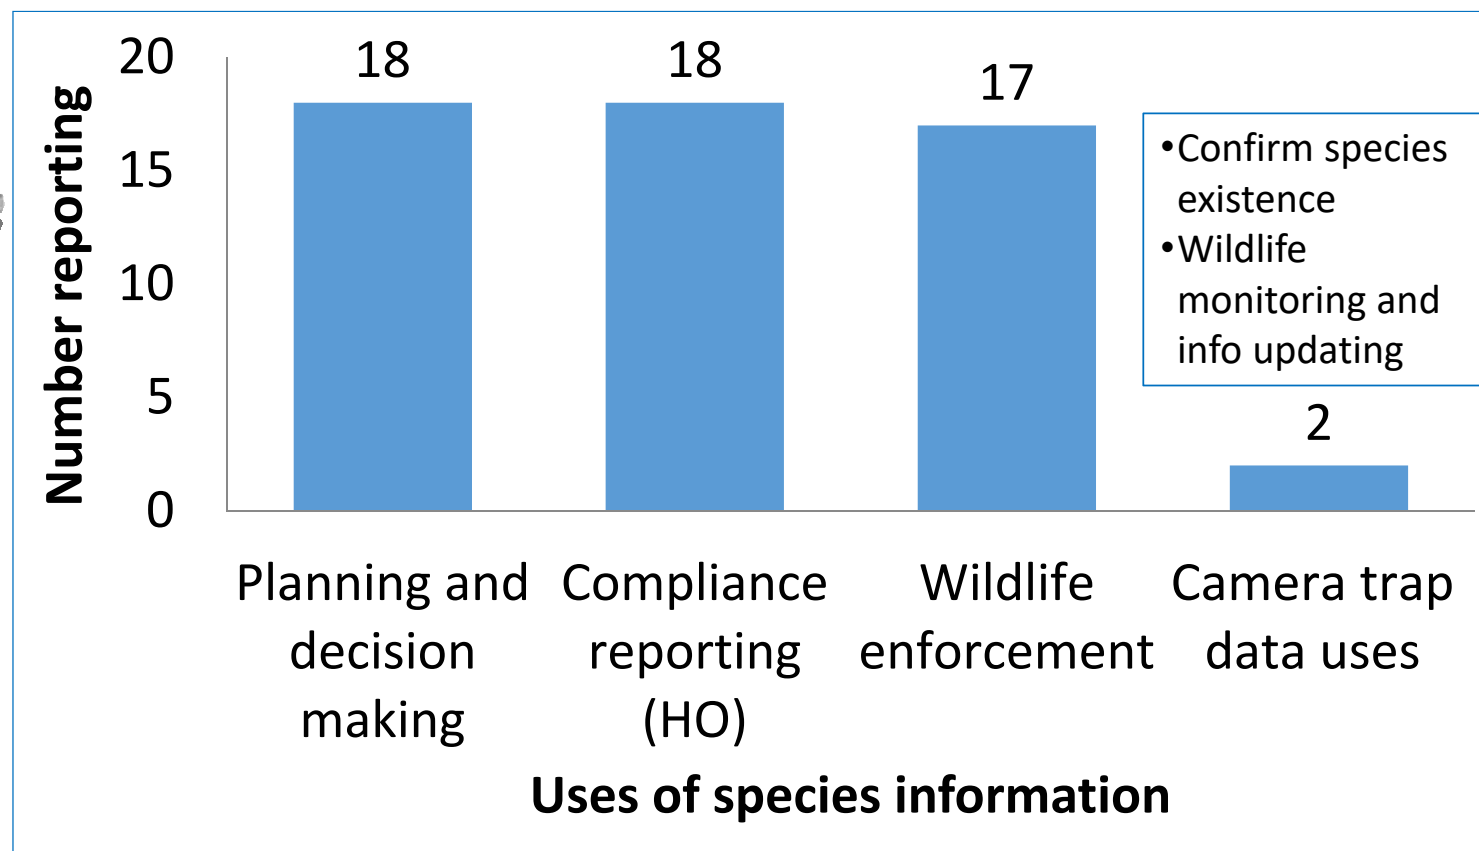 Number reporting
20
15
10
5
0
18
18
17
2
•Confirm species
existence
•Wildlife
monitoring and
info updating
Planning and
decision
making
Compliance
reporting
(HO)
Wildlife
enforcement
Camera trap
data uses
Uses of species information